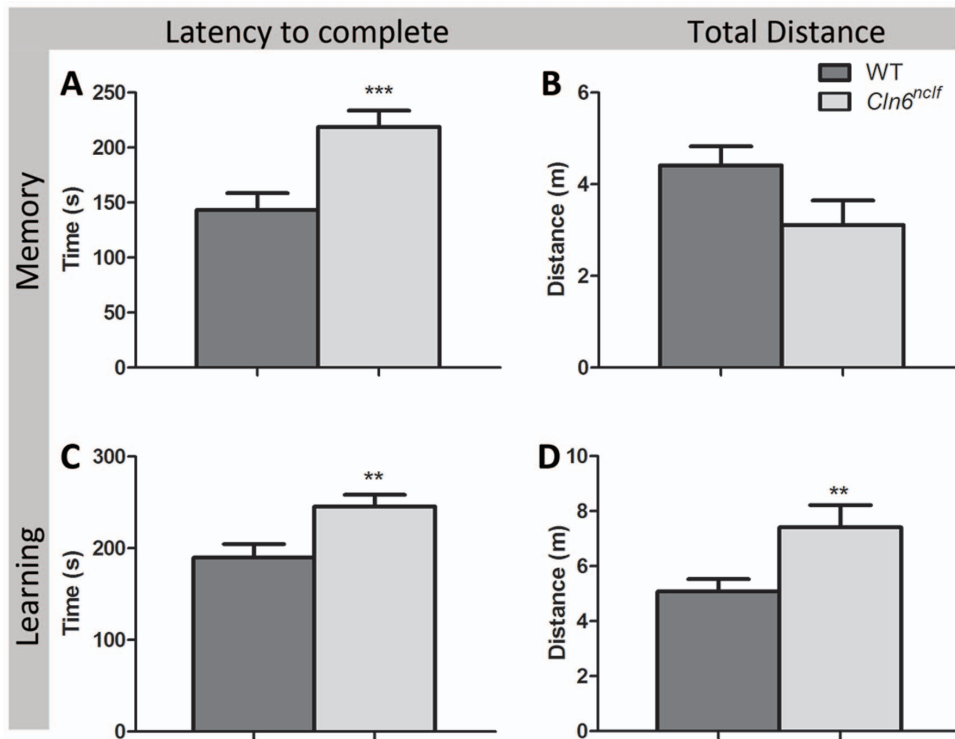 Latency to complete
Total Distance
Memory
Learning
A
Time (s)
250
200
150
100
50
0
***
B
Distance (m)
6
4
2
0
WT
Cln6nclf
C
Time (s)
300
200
100
0
**
D
Distance (m)
10
8
6
4
2
0
**